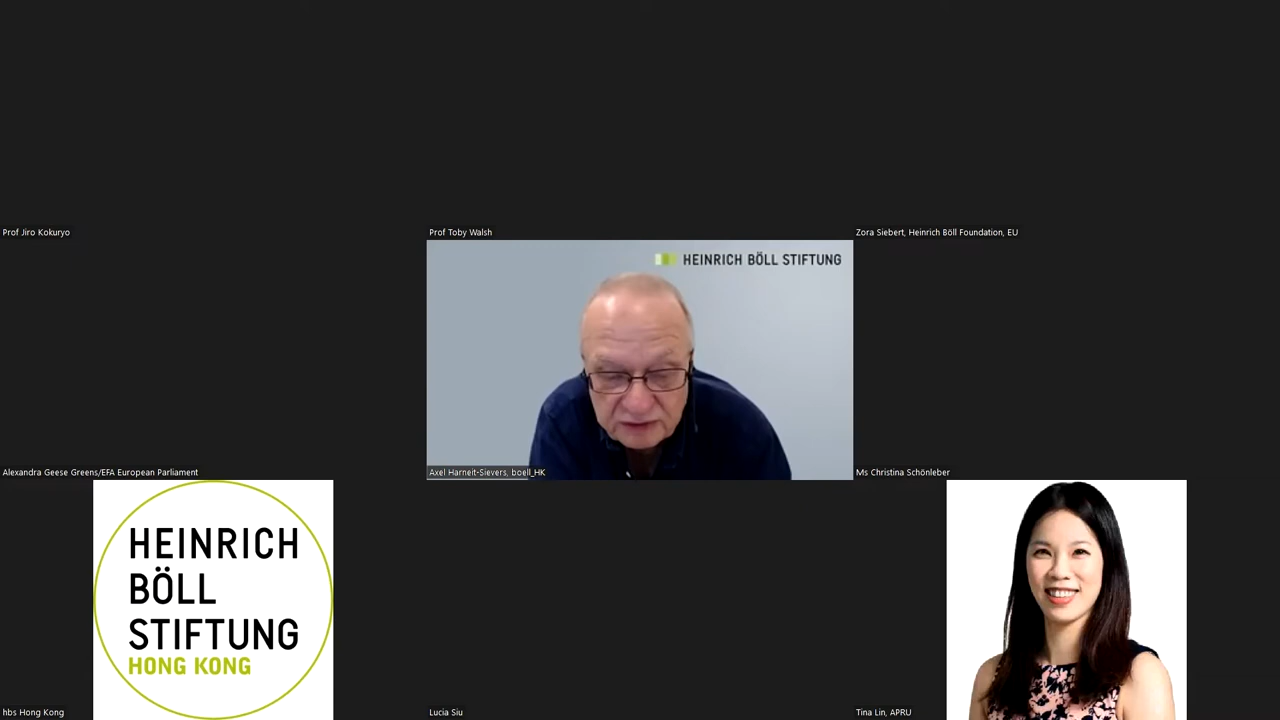 Prof Jiro Kokuryo
Prof Toby Walsh
Zora Siebert, Heinrich Böll Foundation, EU
HEINRICH BÖLL STIFTUNG
Alexandra Geese Greens/EFA European Parliament
Axel Harneit-Sievers, boell_HK
Ms Christina Schönleber
HEINRICH
BÖLL
STIFTUNG
HONG KONG
hbs Hong Kong
Lucia Siu
Tina Lin, APRU